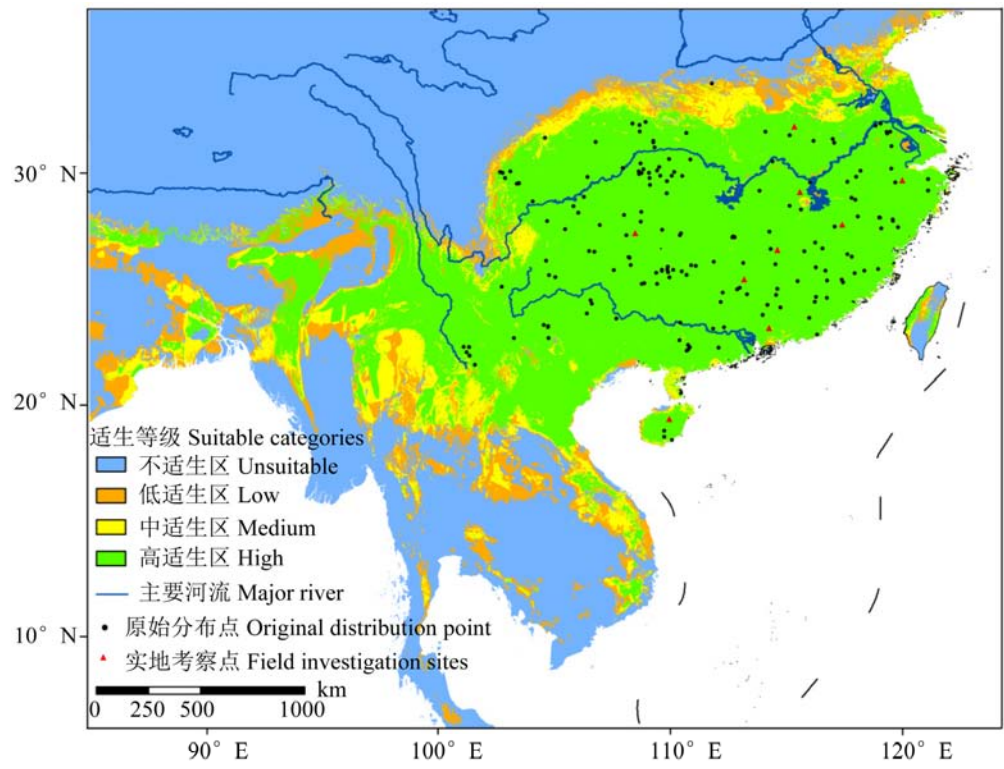 30° N
20° N
10° N
适生等级 Suitable categories
不适生区 Unsuitable
低适生区 Low
中适生区 Medium
高适生区 High
主要河流 Major river
原始分布点 Original distribution point
实地考察点 Field investigation sites
km
0 250 500 1000
90° E 100° E 110° E 120° E